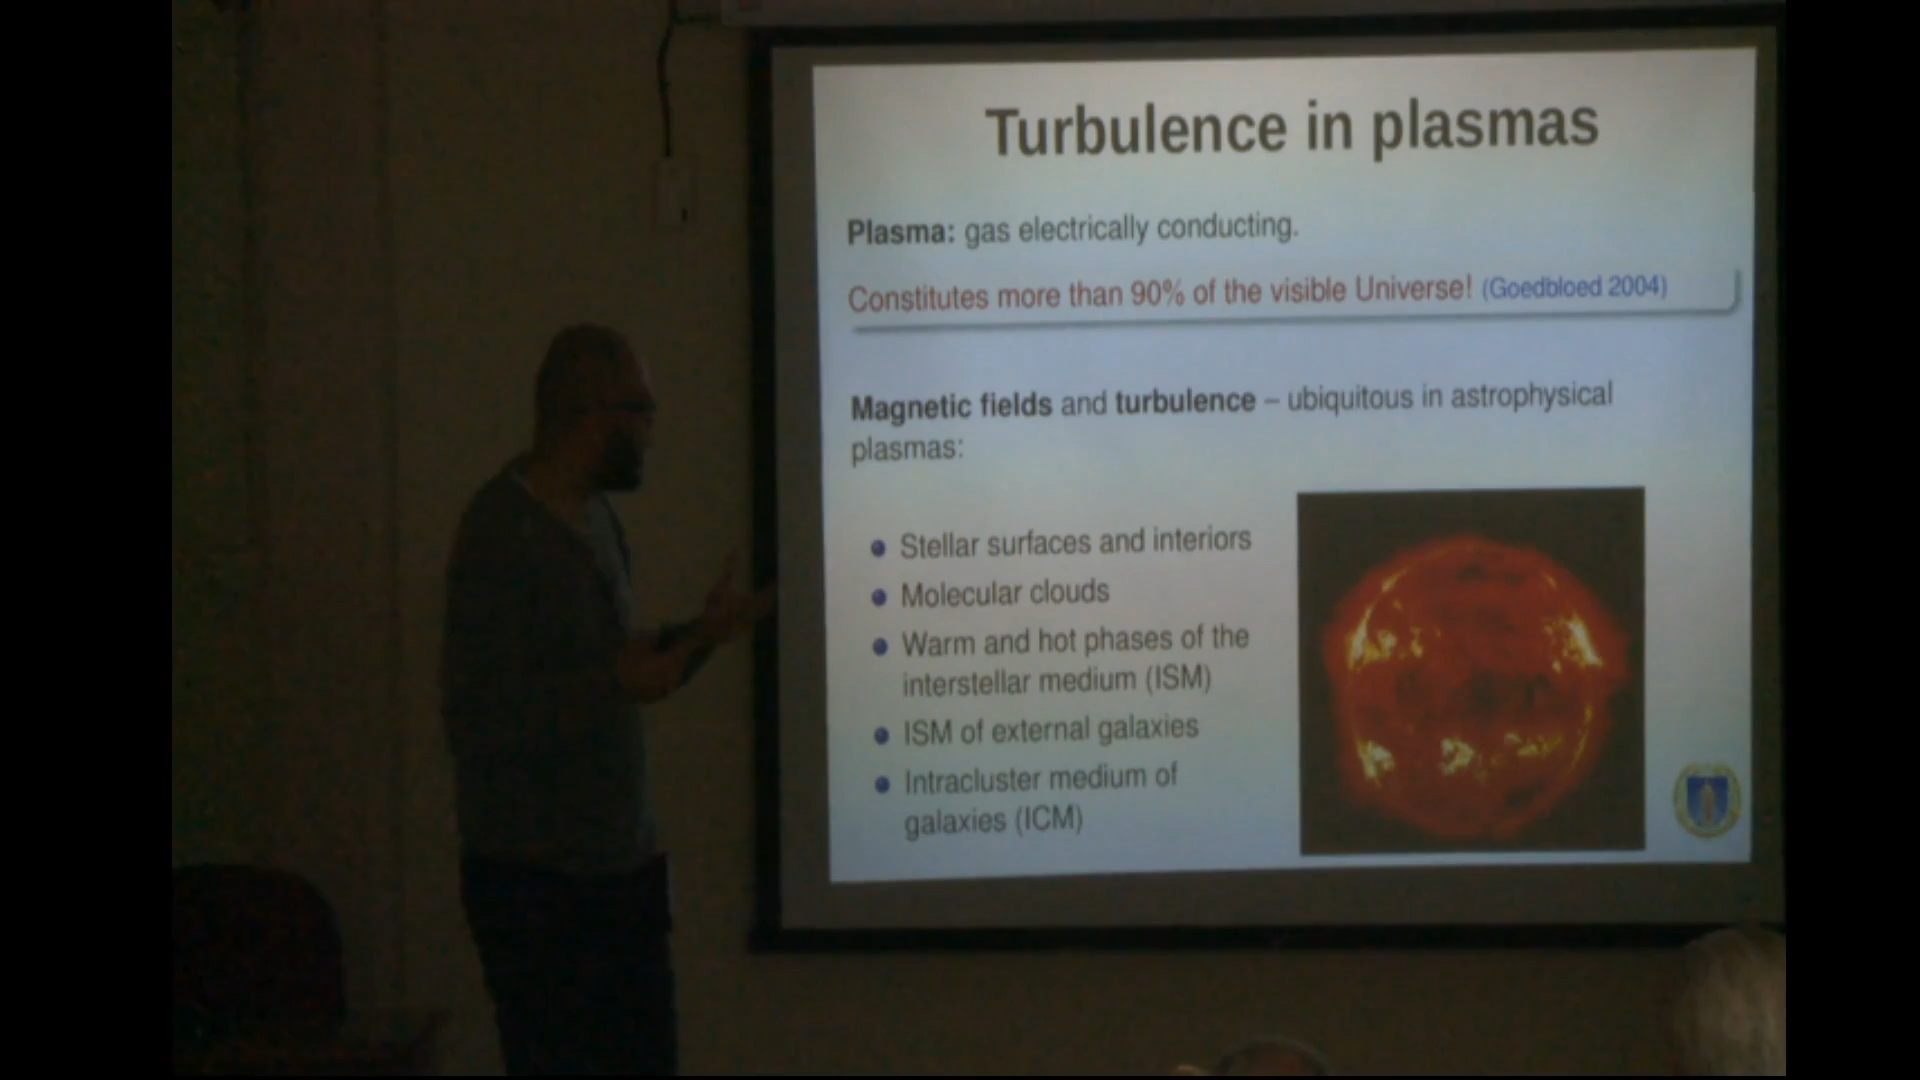 Turbulence in plasmas
Plasma: gas electrically conducting.
Constitutes more than 90% of the visible Universe! (Goedbloed 2004)
Magnetic fields and turbulence – ubiquitous in astrophysical
plasmas:
Stellar surfaces and interiors
Molecular clouds
Warm and hot phases of the
interstellar medium (ISM)
ISM of external galaxies
Intracluster medium of
galaxies (ICM)